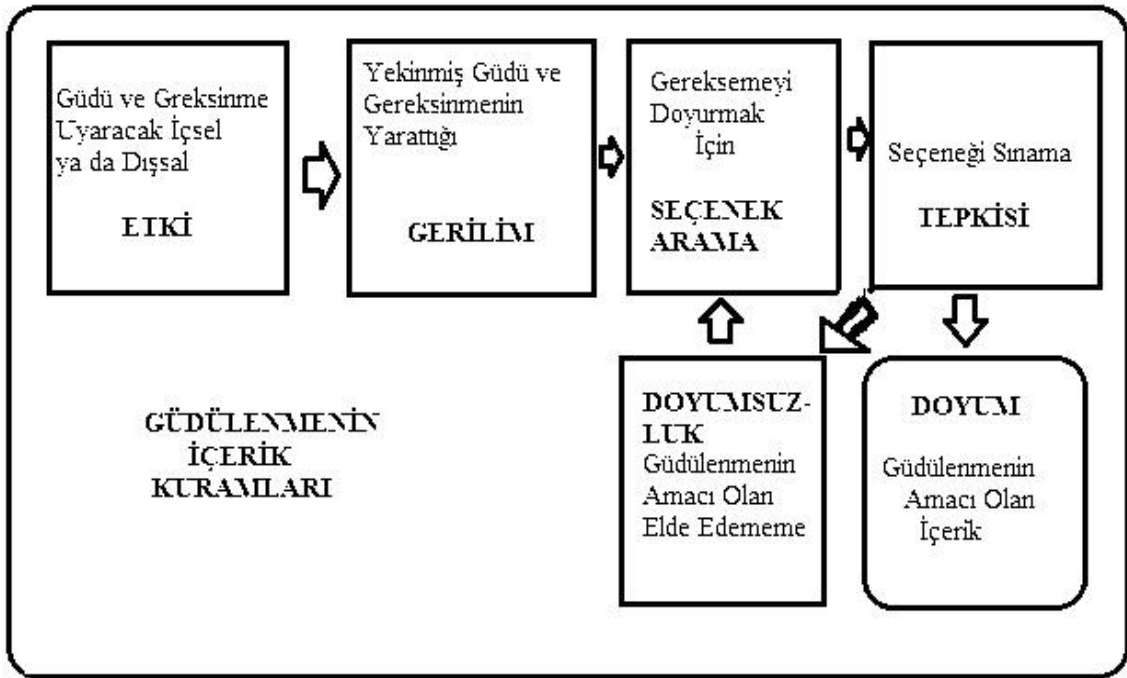 Güdü ve Greksinme
Uyaracak İçsel
ya da Dışsal
ETKİ
Yekinmiş Güdü ve
Gereksinmenin
Yarattığı
GERİLİM
Gereksemeyi
Doyurmak
İçin
SEÇENEK
ARAMA
Seçeneği Sınama
TEPKİSİ
GÜDÜLENMENİN
İÇERİK
KURAMLARI
DOYUMSUZ-
LUK
Güdülenmenin
Amacı Olan
Elde Edememe
DOYUM
Güdülenmenin
Amacı Olan
İçerik